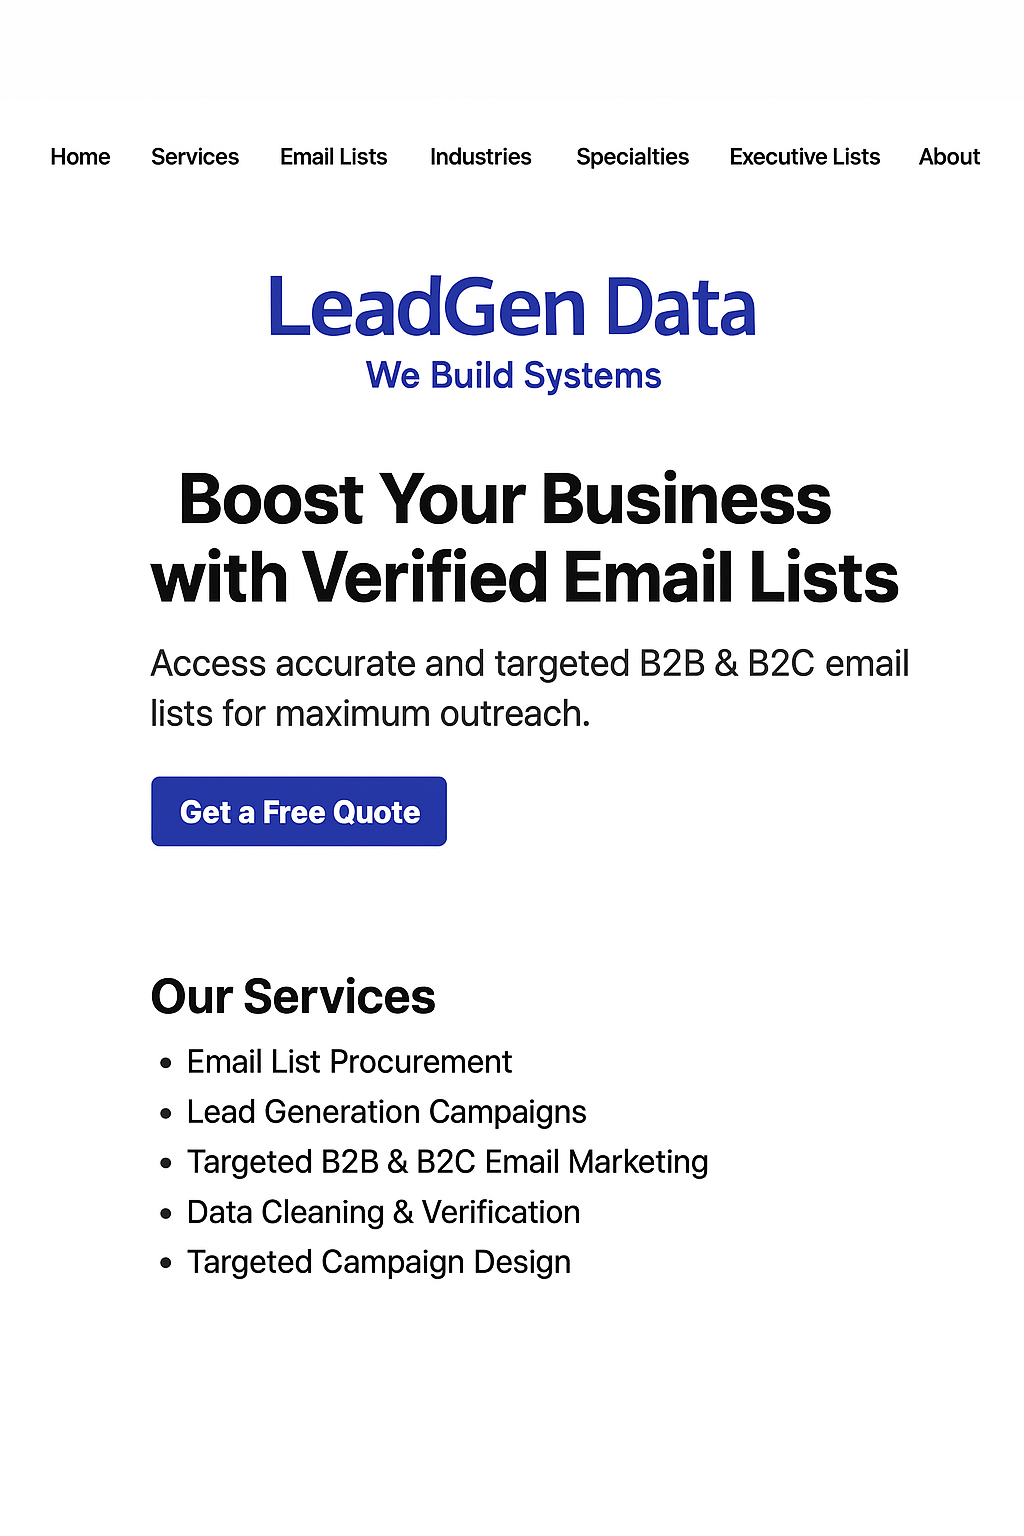 Home Services Email Lists Industries Specialties Executive Lists About
LeadGen Data
We Build Systems
Boost Your Business
with Verified Email Lists
Access accurate and targeted B2B & B2C email
lists for maximum outreach.
Get a Free Quote
Our Services
• Email List Procurement
• Lead Generation Campaigns
• Targeted B2B & B2C Email Marketing
• Data Cleaning & Verification
• Targeted Campaign Design